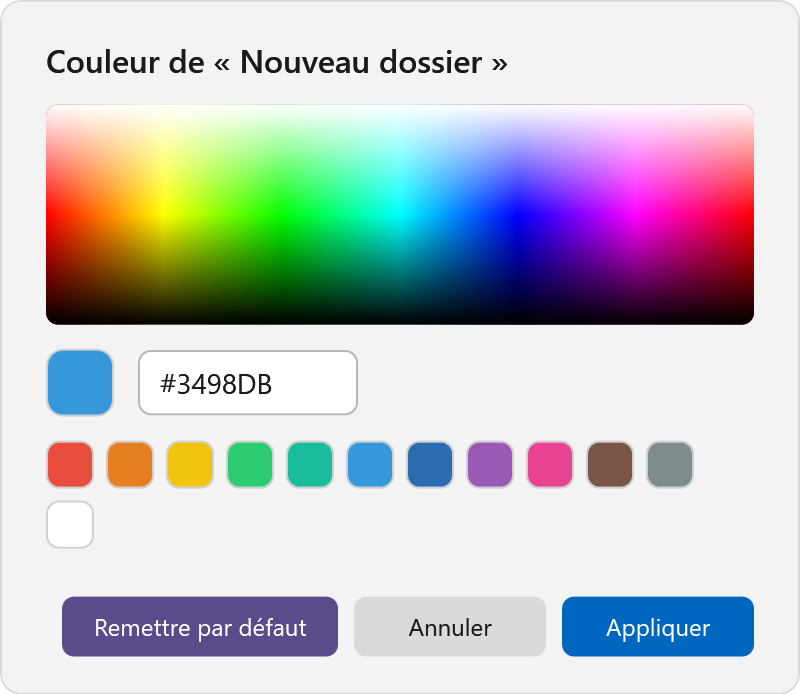 Couleur de « Nouveau dossier »
#3498DB
Remettre par défaut
Annuler
Appliquer